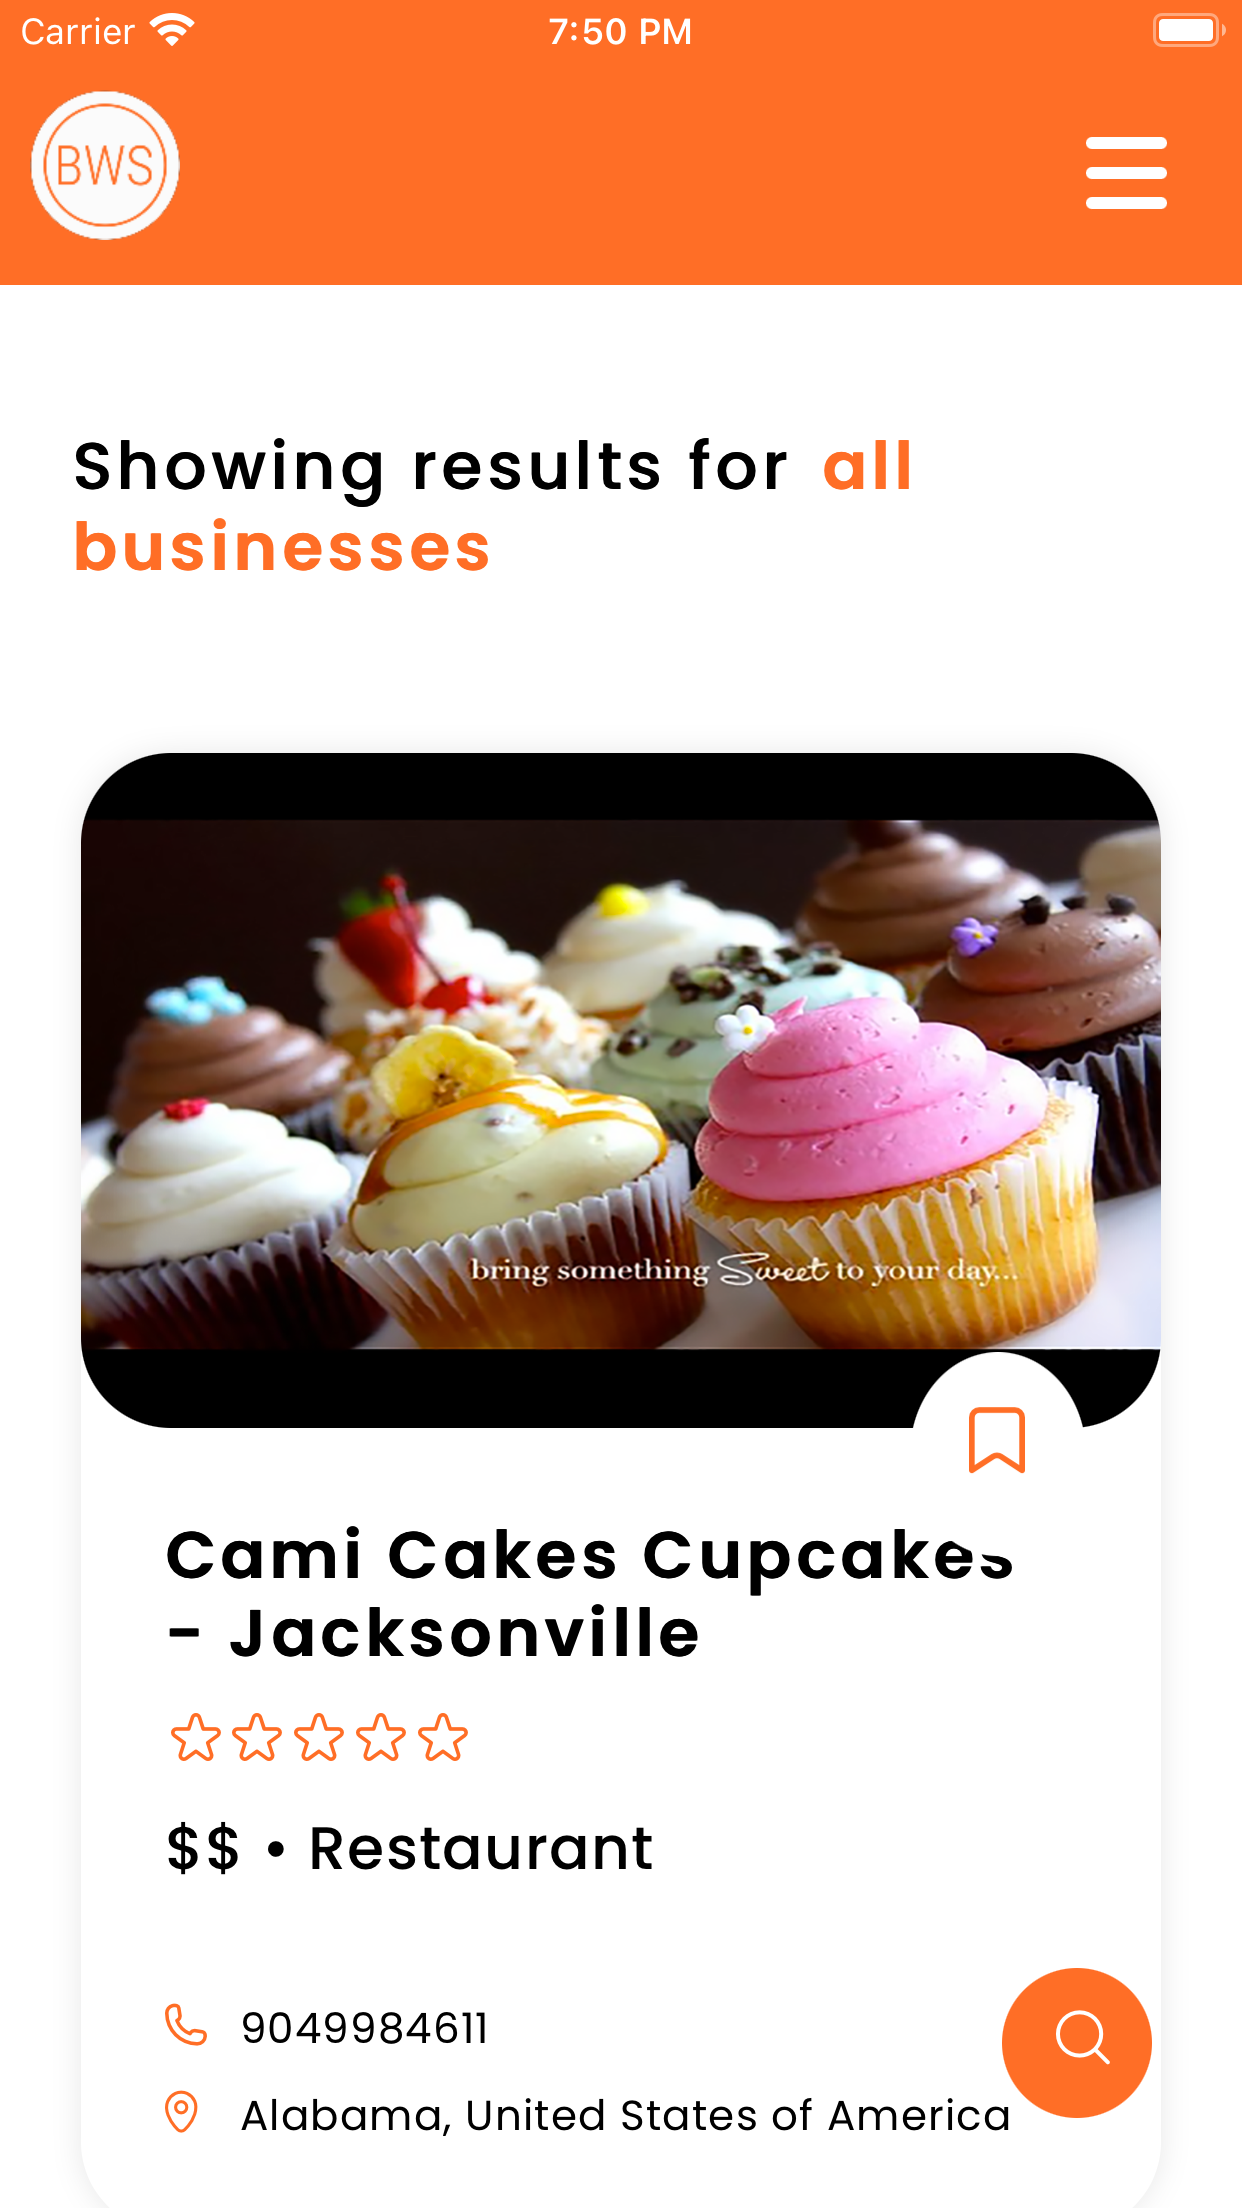 Carrier 7:50 PM
BWS
Showing results for all
businesses
bring something Sweet to your day...
Cami Cakes Cupcakes
- Jacksonville
$$ • Restaurant
9049984611
Alabama, United States of America